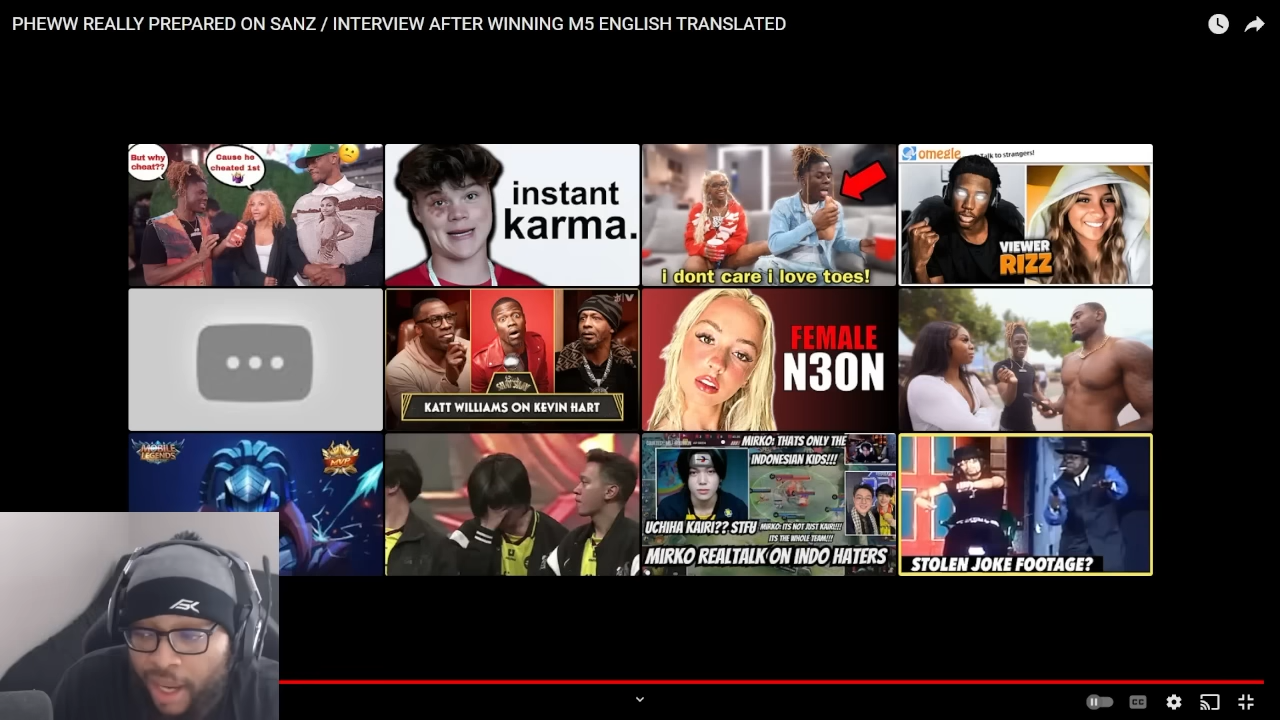 PHEWW REALLY PREPARED ON SANZ / INTERVIEW AFTER WINNING M5 ENGLISH TRANSLATED
But why
cheat??
Cause he
cheated 1st
instant
karma.
i dont care i love toes!
omegle
Talk to strangers!
VIEWER
RIZZ
KATT WILLIAMS ON KEVIN HART
FEMALE
N3ON
MOBILE
LEGENDS
MVP
MIRKO: THATS ONLY THE
INDONESIAN KIDS!!!
UCHIHA KAIRI?? STFU
MIRKO: ITS NOT JUST KAIRI!!!
ITS THE WHOLE TEAM!!!
MIRKO REALTALK ON INDO HATERS
STOLEN JOKE FOOTAGE?
CC